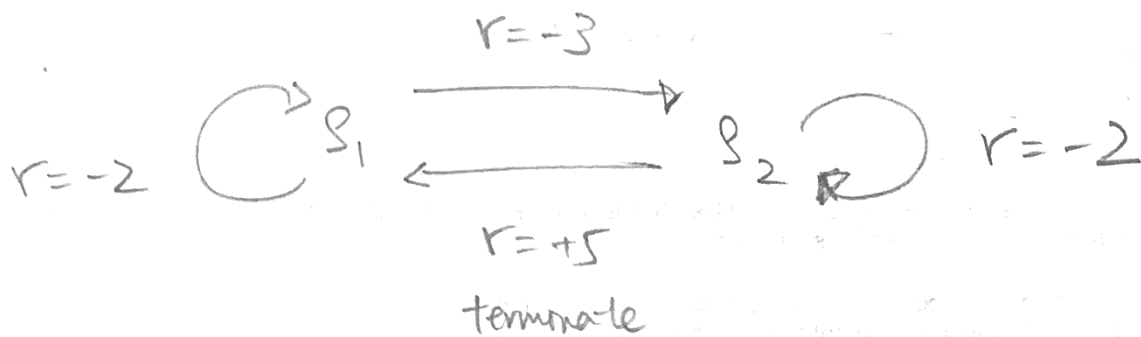 r=-3
S₁
S₂
r=-2
r=-2
r=+5
terminate